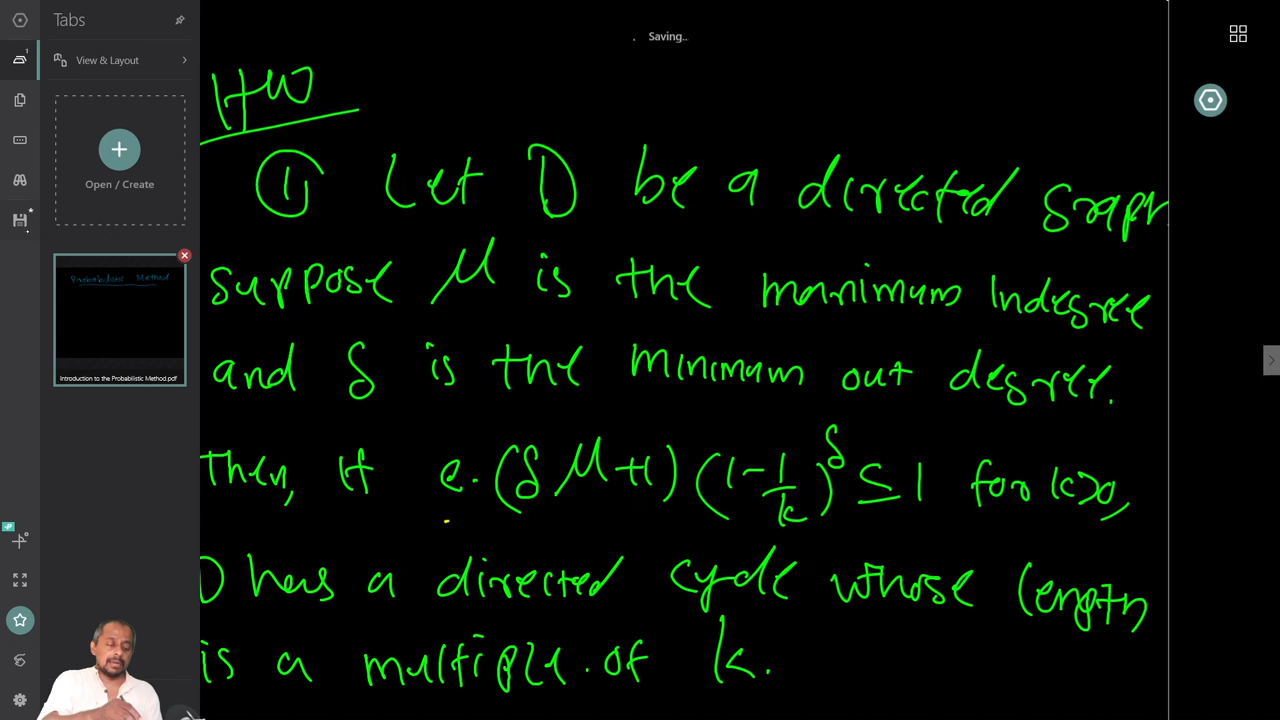 Tabs
View & Layout
Open / Create
Probabilistic Method
Introduction to the Probabilistic Method.pdf
Saving..
HW
① Let D be a directed graph
suppose μ is the maximum Indegree
and δ is the minimum out degree.
Then, if e.(δμ+1)(1-1/k)^δ ≤ 1 for k>0,
D has a directed cycle whose length
is a multiple of k.